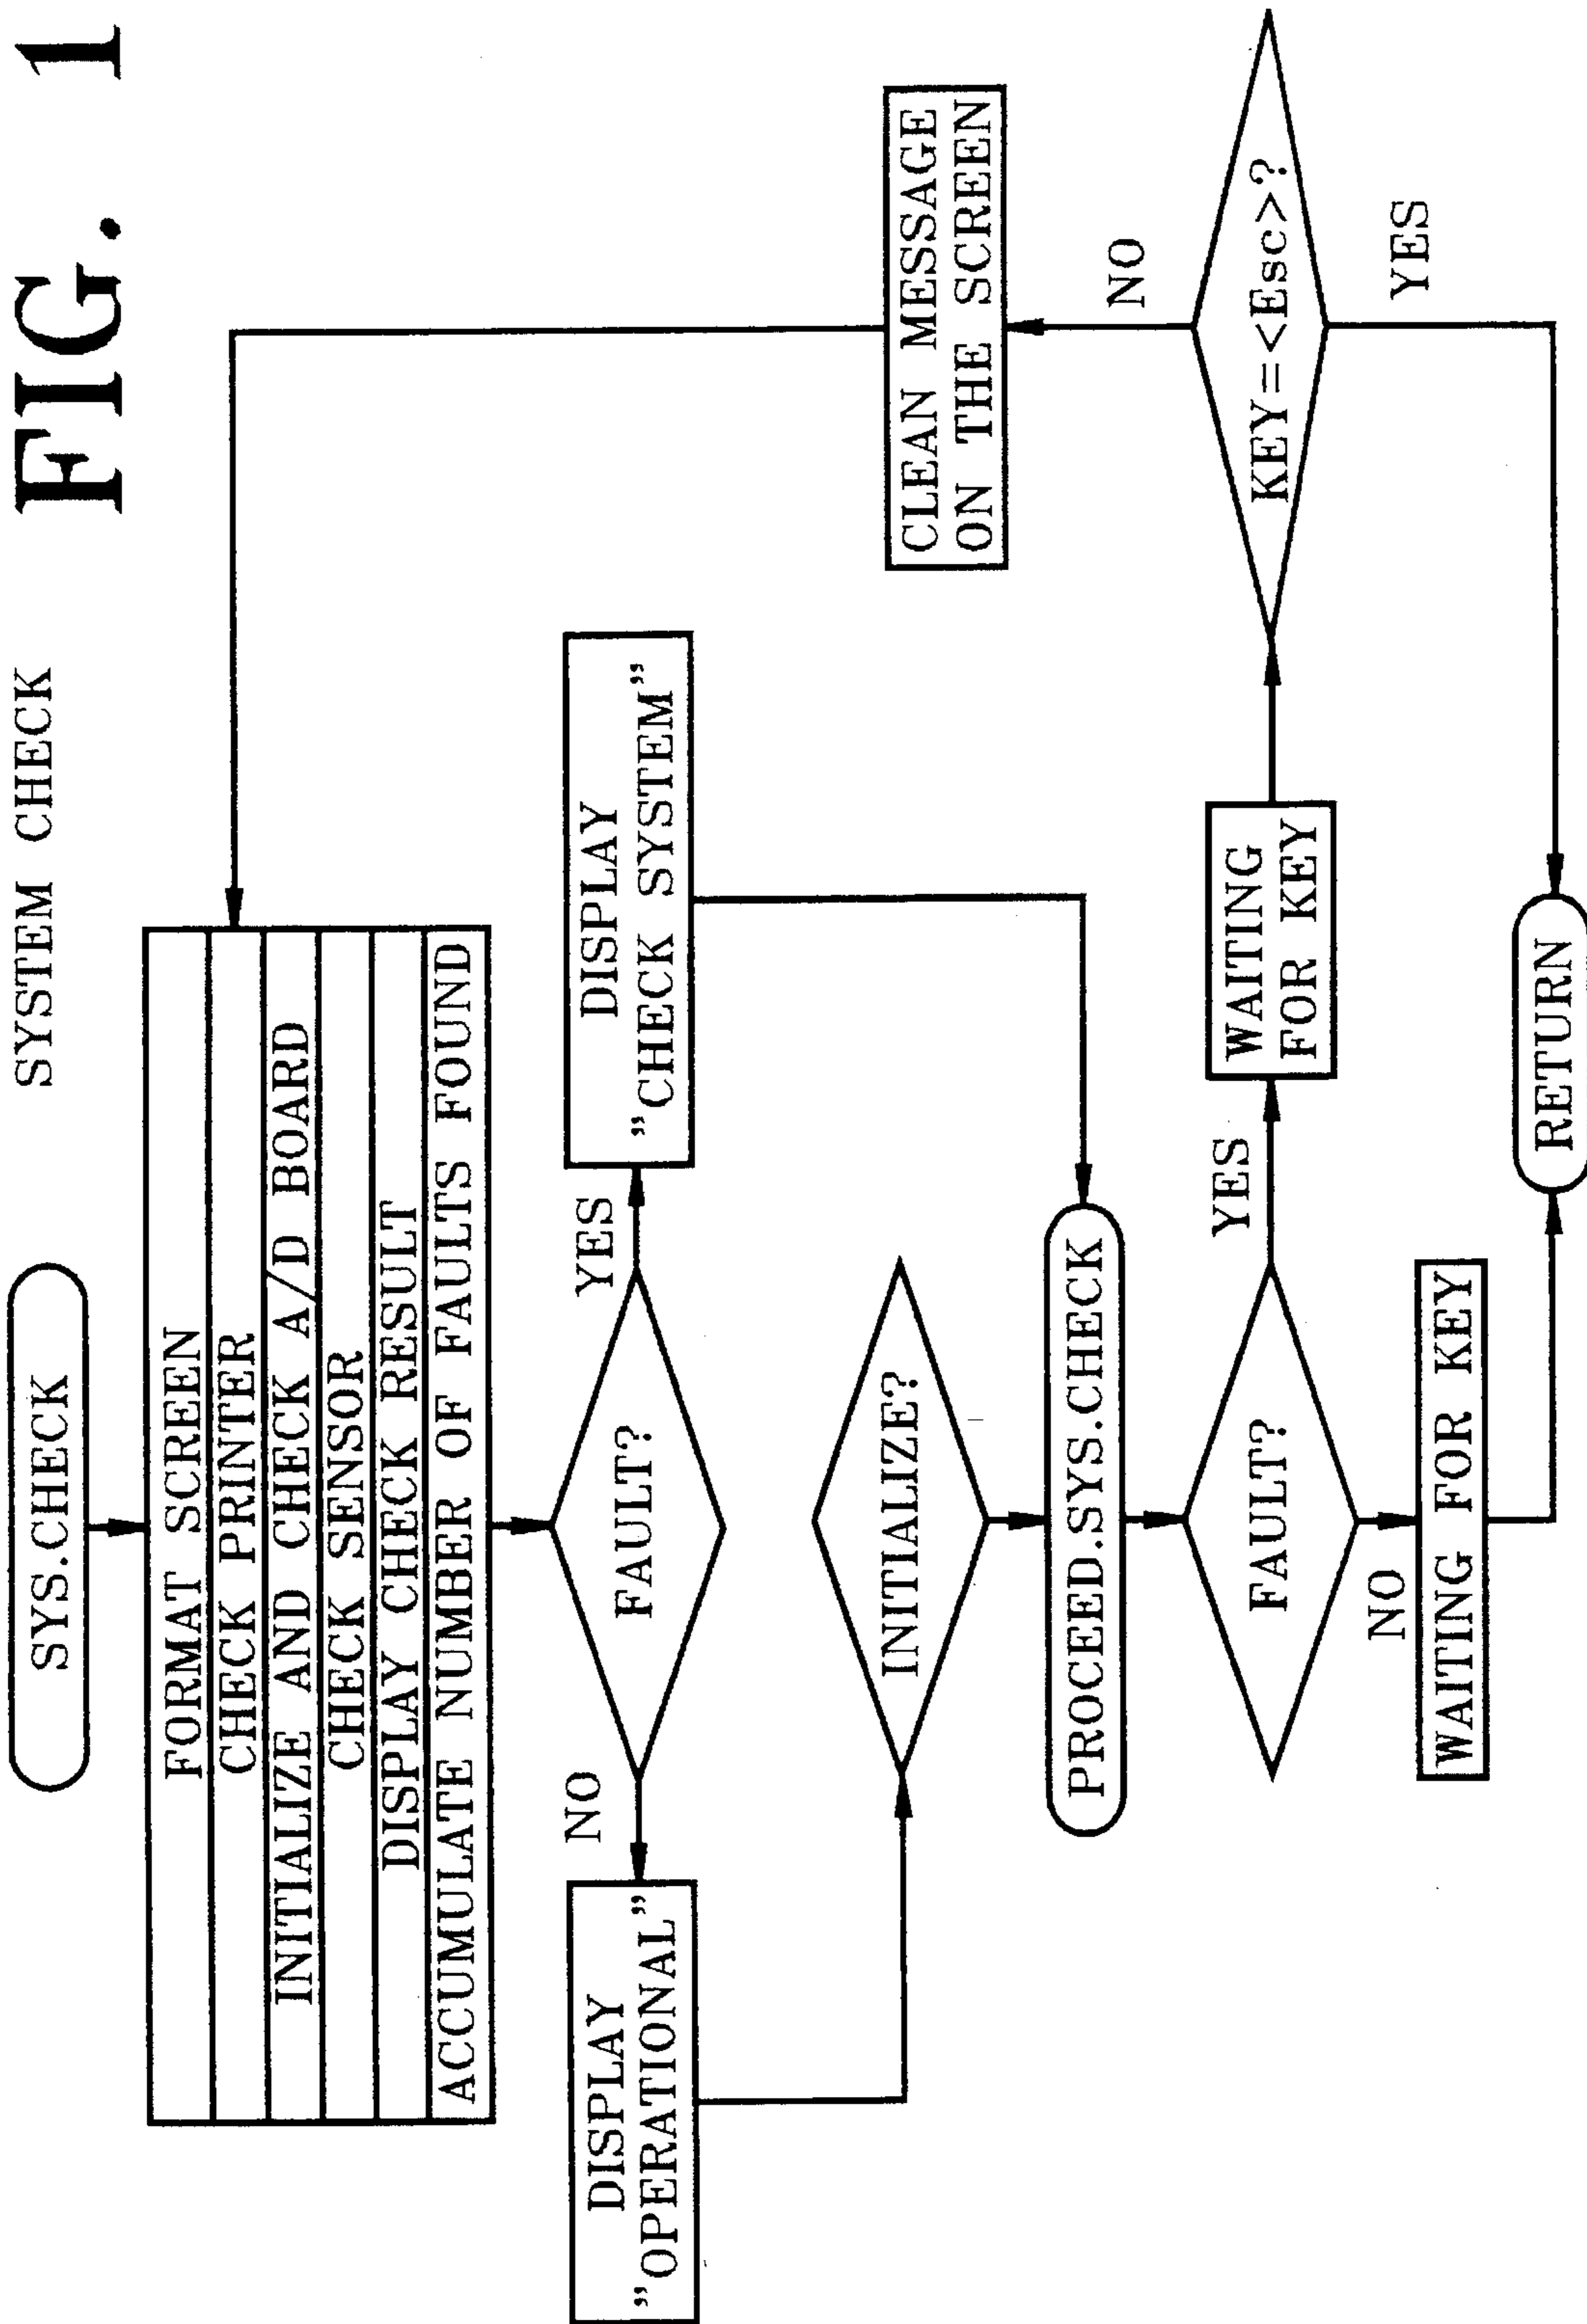 FIG. 1
SYSTEM CHECK
SYS.CHECK
FORMAT SCREEN
CHECK PRINTER
INITIALIZE AND CHECK A/D BOARD
CHECK SENSOR
DISPLAY CHECK RESULT
ACCUMULATE NUMBER OF FAULTS FOUND
FAULT?
NO
YES
DISPLAY
"OPERATIONAL"
DISPLAY
"CHECK SYSTEM"
INITIALIZE?
PROCEED.SYS.CHECK
FAULT?
YES
NO
WAITING
FOR KEY
KEY=<Esc>?
NO
YES
CLEAN MESSAGE
ON THE SCREEN
WAITING FOR KEY
RETURN